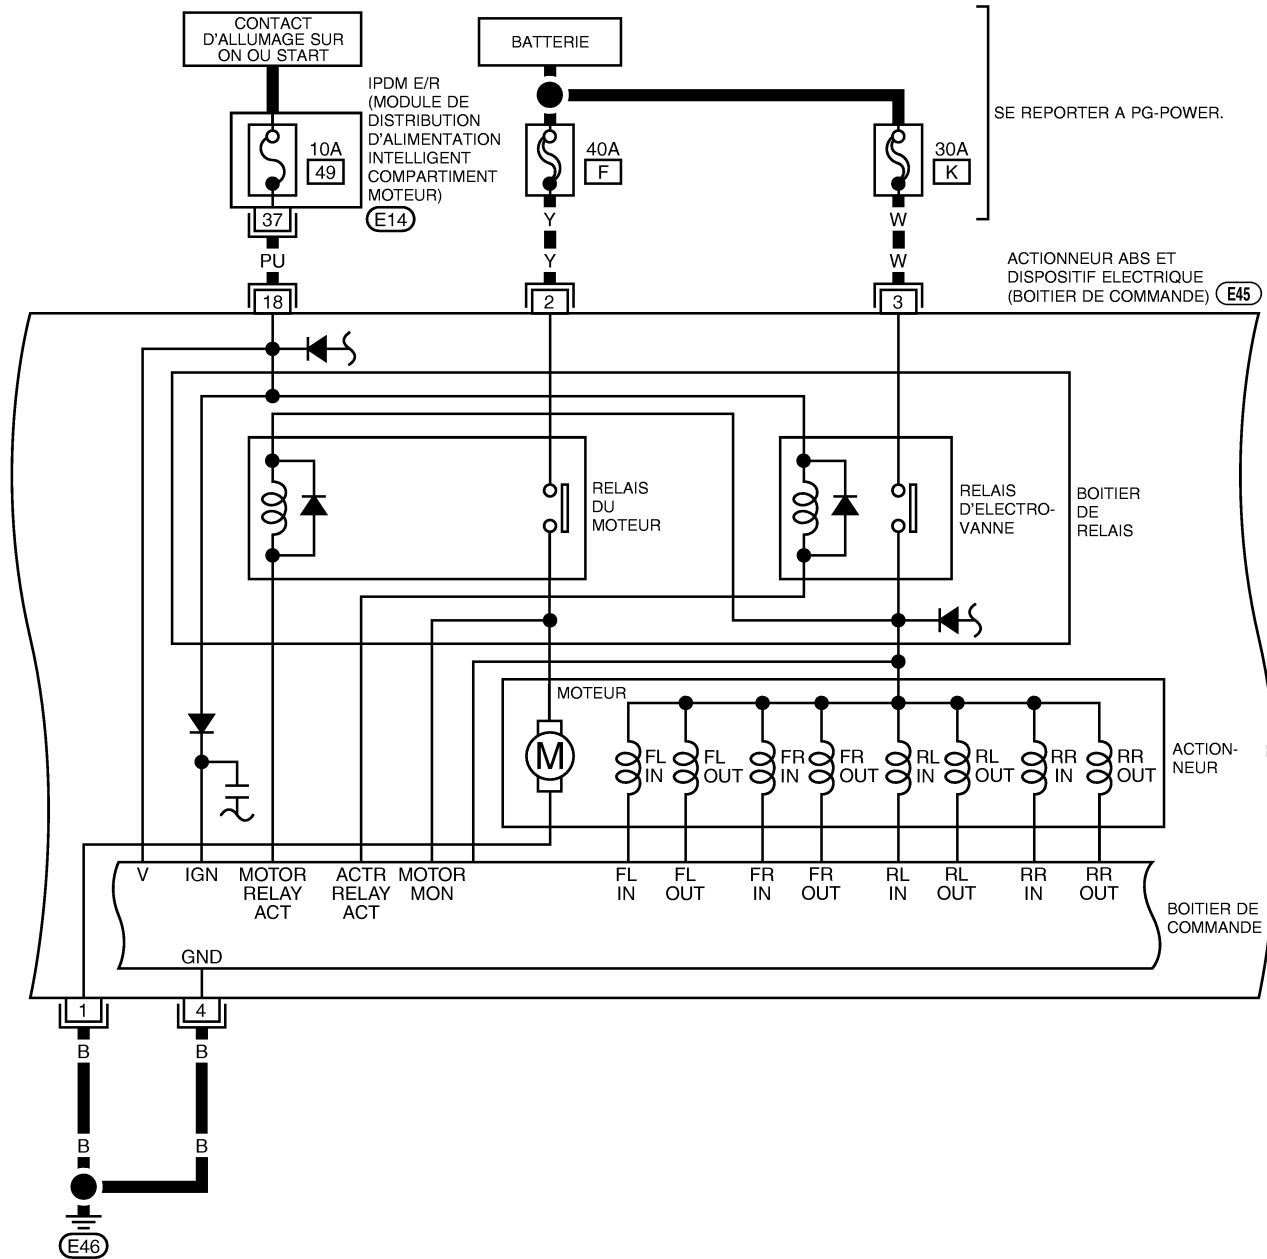 CONTACT
D'ALLUMAGE SUR
ON OU START
BATTERIE
IPDM E/R
(MODULE DE
DISTRIBUTION
D'ALIMENTATION
INTELLIGENT
COMPARTIMENT
MOTEUR)
E14
10A
49
37
PU
18
40A
F
Y
Y
2
30A
K
W
W
3
SE REPORTER A PG-POWER.
ACTIONNEUR ABS ET
DISPOSITIF ELECTRIQUE
(BOITIER DE COMMANDE)
E45
RELAIS
DU
MOTEUR
RELAIS
D'ELECTRO-
VANNE
BOITIER
DE
RELAIS
MOTEUR
M
FL
IN
FL
OUT
FR
IN
FR
OUT
RL
IN
RL
OUT
RR
IN
RR
OUT
ACTION-
NEUR
V
IGN
MOTOR
RELAY
ACT
ACTR
RELAY
ACT
MOTOR
MON
FL
IN
FL
OUT
FR
IN
FR
OUT
RL
IN
RL
OUT
RR
IN
RR
OUT
BOITIER DE
COMMANDE
GND
1
4
B
B
B
B
E46